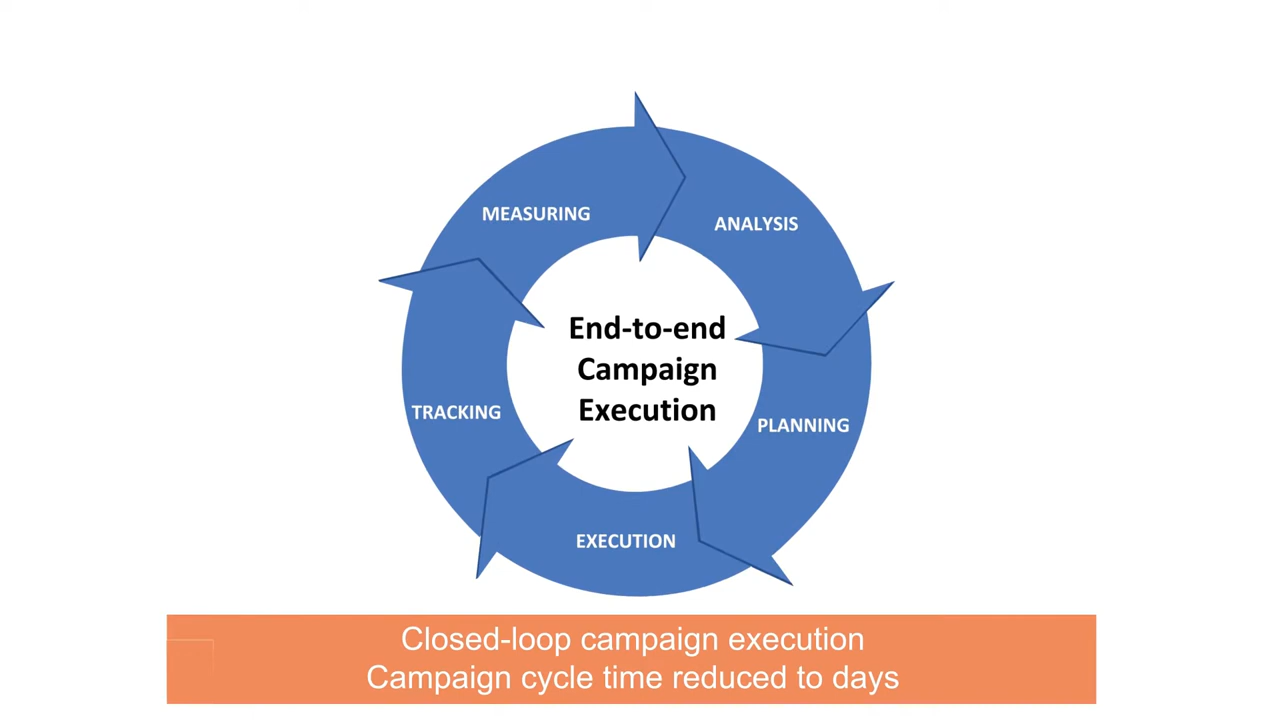 MEASURING
ANALYSIS
End-to-end
Campaign
Execution
TRACKING
PLANNING
EXECUTION
Closed-loop campaign execution
Campaign cycle time reduced to days